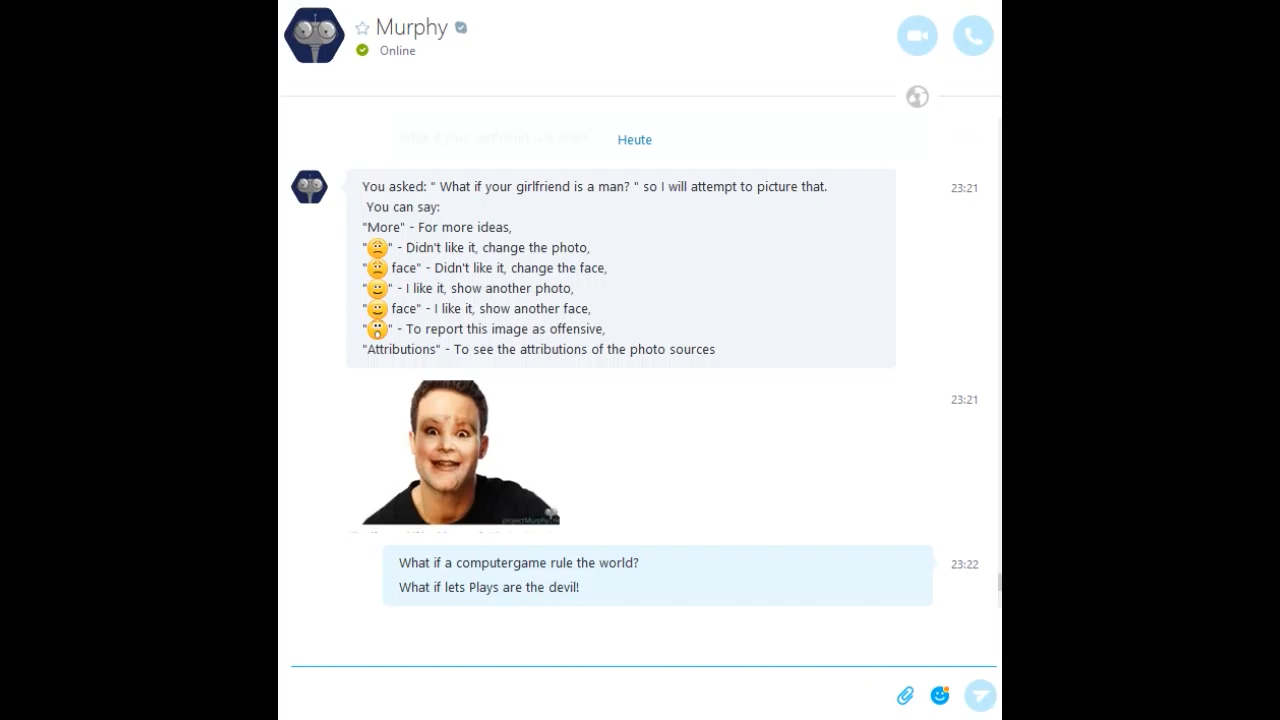 Murphy
Online
Heute
You asked: " What if your girlfriend is a man? " so I will attempt to picture that.
23:21
You can say:
"More" - For more ideas,
"😟" - Didn't like it, change the photo,
"😟 face" - Didn't like it, change the face,
"🙂" - I like it, show another photo,
"🙂 face" - I like it, show another face,
"😮" - To report this image as offensive,
"Attributions" - To see the attributions of the photo sources
23:21
What if a computergame rule the world?
23:22
What if lets Plays are the devil!